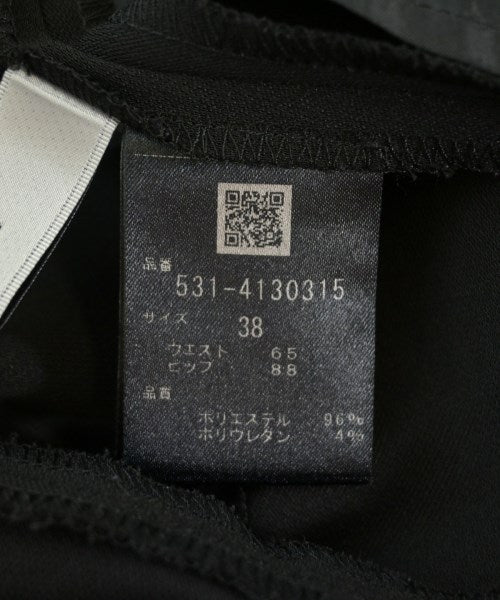 品番
531-4130315
サイズ
38
ウエスト 65
ヒップ 88
品質
ポリエステル 96%
ポリウレタン 4%